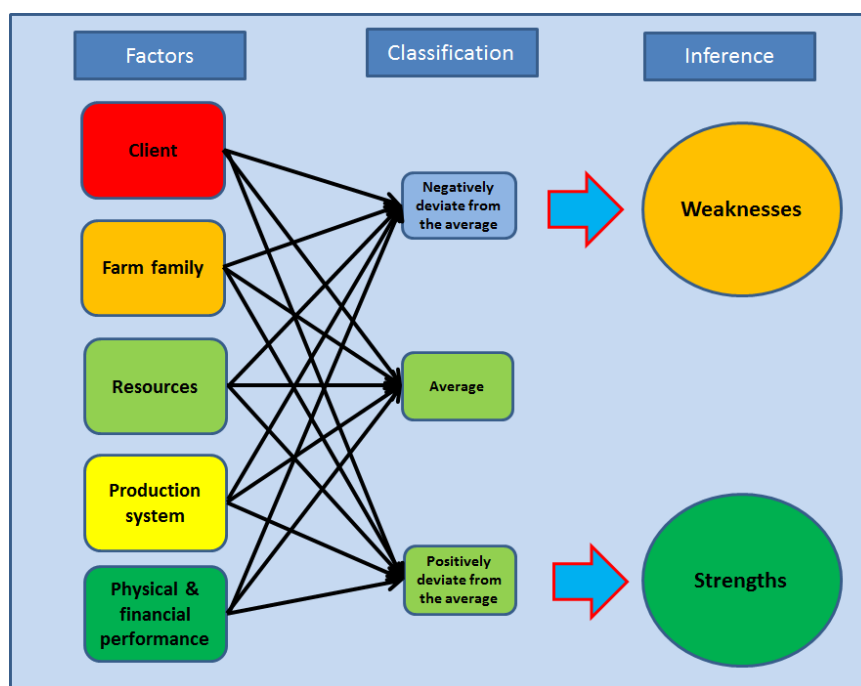 Factors
Classification
Inference
Client
Farm family
Resources
Production
system
Physical &
financial
performance
Negatively
deviate from
the average
Average
Positively
deviate from
the average
Weaknesses
Strengths